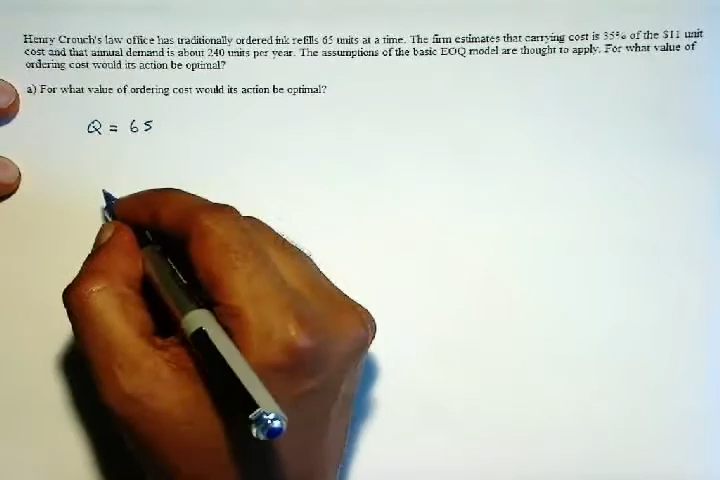 Henry Crouch's law office has traditionally ordered ink refills 65 units at a time. The firm estimates that carrying cost is 35% of the $11 unit
cost and that annual demand is about 240 units per year. The assumptions of the basic EOQ model are thought to apply. For what value of
ordering cost would its action be optimal?
a) For what value of ordering cost would its action be optimal?
Q = 65